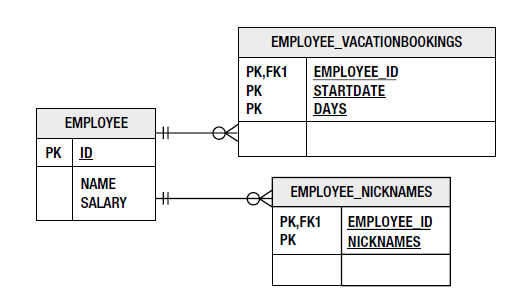 EMPLOYEE_VACATIONBOOKINGS
PK,FK1 EMPLOYEE_ID
PK STARTDATE
PK DAYS
EMPLOYEE
PK ID
NAME
SALARY
EMPLOYEE_NICKNAMES
PK,FK1 EMPLOYEE_ID
PK NICKNAMES